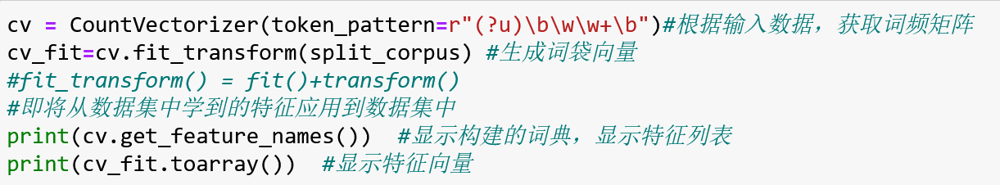 cv = CountVectorizer(token_pattern=r"(?u)\b\w\w+\b")#根据输入数据，获取词频矩阵
cv_fit=cv.fit_transform(split_corpus) #生成词袋向量
#fit_transform() = fit()+transform()
#即将从数据集中学到的特征应用到数据集中
print(cv.get_feature_names())  #显示构建的词典，显示特征列表
print(cv_fit.toarray())  #显示特征向量